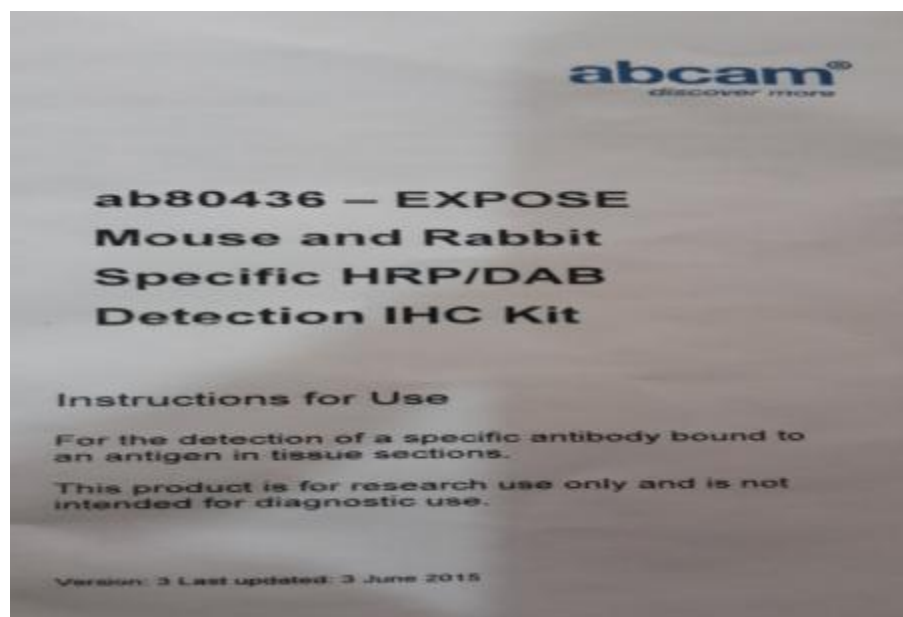 abcam®
discover more
ab80436 – EXPOSE
Mouse and Rabbit
Specific HRP/DAB
Detection IHC Kit
Instructions for Use
For the detection of a specific antibody bound to
an antigen in tissue sections.
This product is for research use only and is not
intended for diagnostic use.
Version: 3 Last updated: 3 June 2015